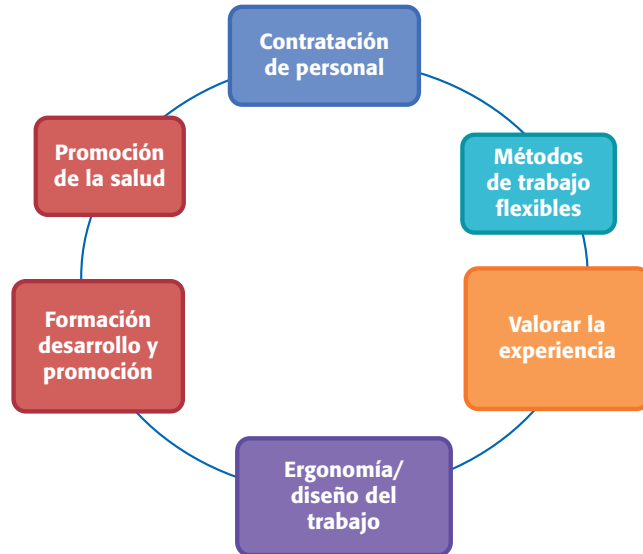 Contratación
de personal
Métodos
de trabajo
flexibles
Valorar la
experiencia
Ergonomía/
diseño del
trabajo
Formación
desarrollo y
promoción
Promoción
de la salud